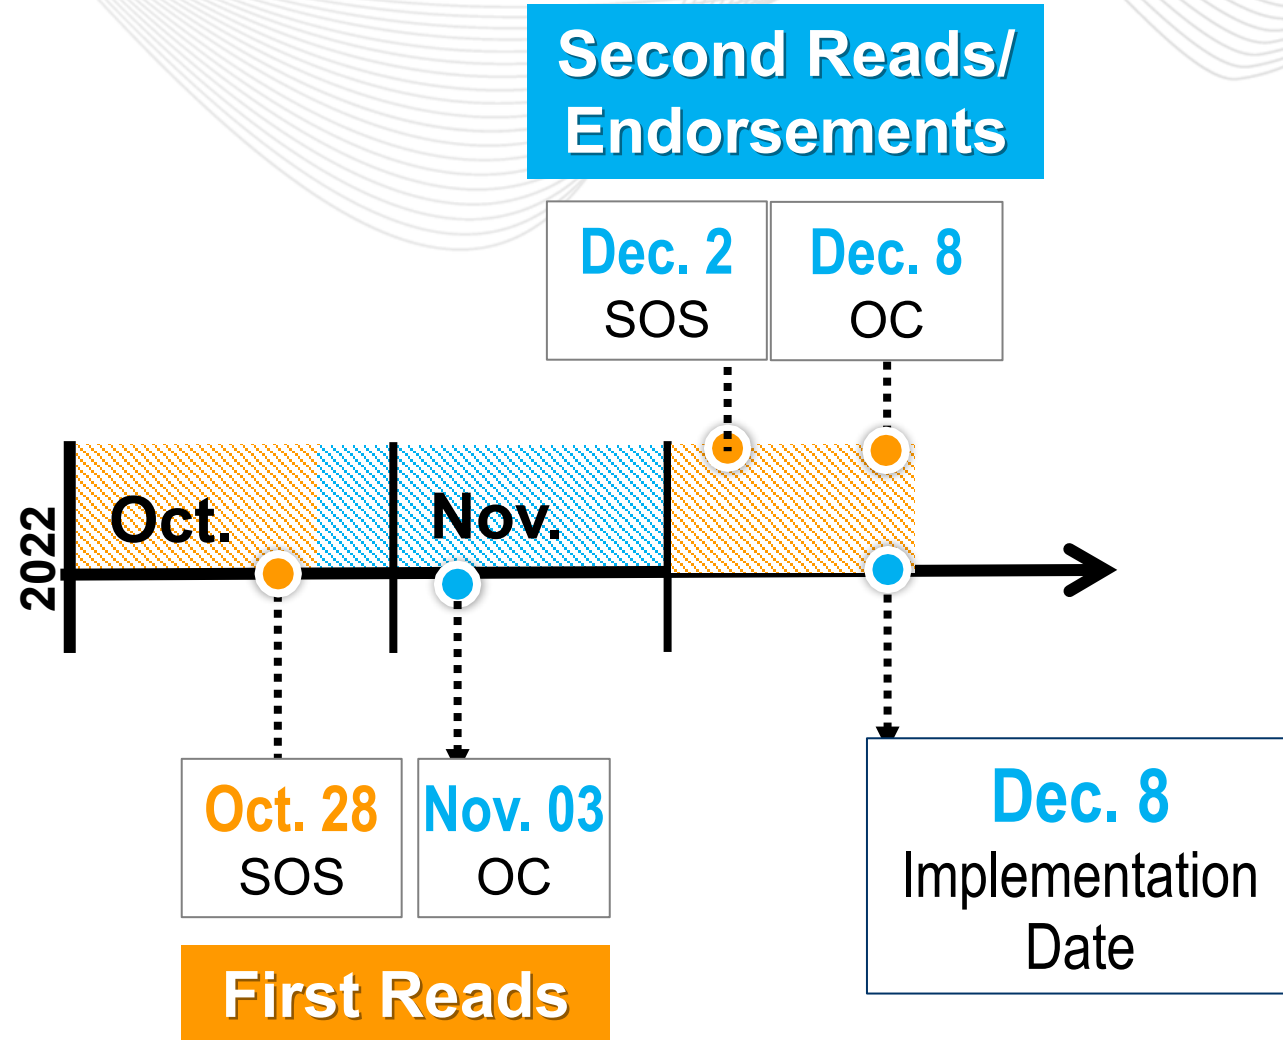 Second Reads/
Endorsements
Dec. 2
SOS
Dec. 8
OC
2022
Oct.
Nov.
Oct. 28
SOS
Nov. 03
OC
Dec. 8
Implementation
Date
First Reads